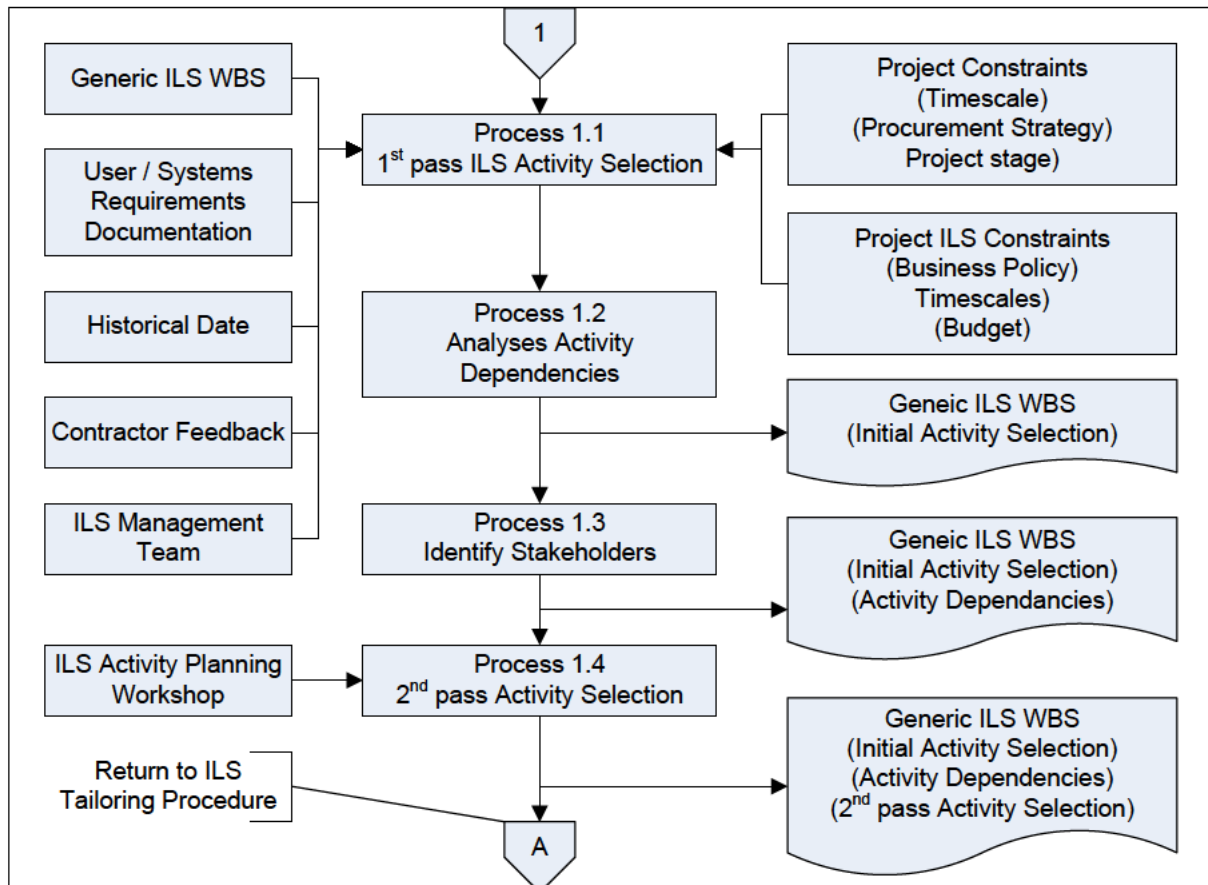 1
Generic ILS WBS
User / Systems
Requirements
Documentation
Historical Date
Contractor Feedback
ILS Management
Team
ILS Activity Planning
Workshop
Return to ILS
Tailoring Procedure
Process 1.1
1st pass ILS Activity Selection
Process 1.2
Analyses Activity
Dependencies
Process 1.3
Identify Stakeholders
Process 1.4
2nd pass Activity Selection
A
Project Constraints
(Timescale)
(Procurement Strategy)
Project stage)
Project ILS Constraints
(Business Policy)
Timescales)
(Budget)
Geneic ILS WBS
(Initial Activity Selection)
Geneic ILS WBS
(Initial Activity Selection)
(Activity Dependancies)
Generic ILS WBS
(Initial Activity Selection)
(Activity Dependencies)
(2nd pass Activity Selection)